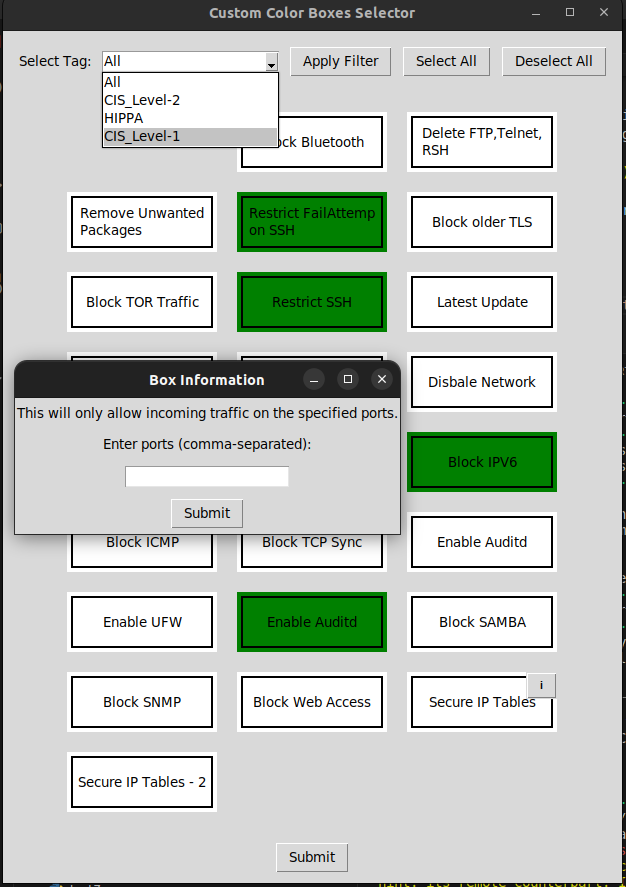 Custom Color Boxes Selector
Select Tag: All Apply Filter Select All Deselect All
All
CIS_Level-2
HIPPA
CIS_Level-1
ock Bluetooth
Delete FTP,Telnet,
RSH
Remove Unwanted
Packages
Restrict FailAttemp
on SSH
Block older TLS
Block TOR Traffic
Restrict SSH
Latest Update
Disbale Network
Box Information
This will only allow incoming traffic on the specified ports.
Enter ports (comma-separated):
Submit
Block IPV6
Block ICMP
Block TCP Sync
Enable Auditd
Enable UFW
Enable Auditd
Block SAMBA
Block SNMP
Block Web Access
Secure IP Tables
i
Secure IP Tables - 2
Submit